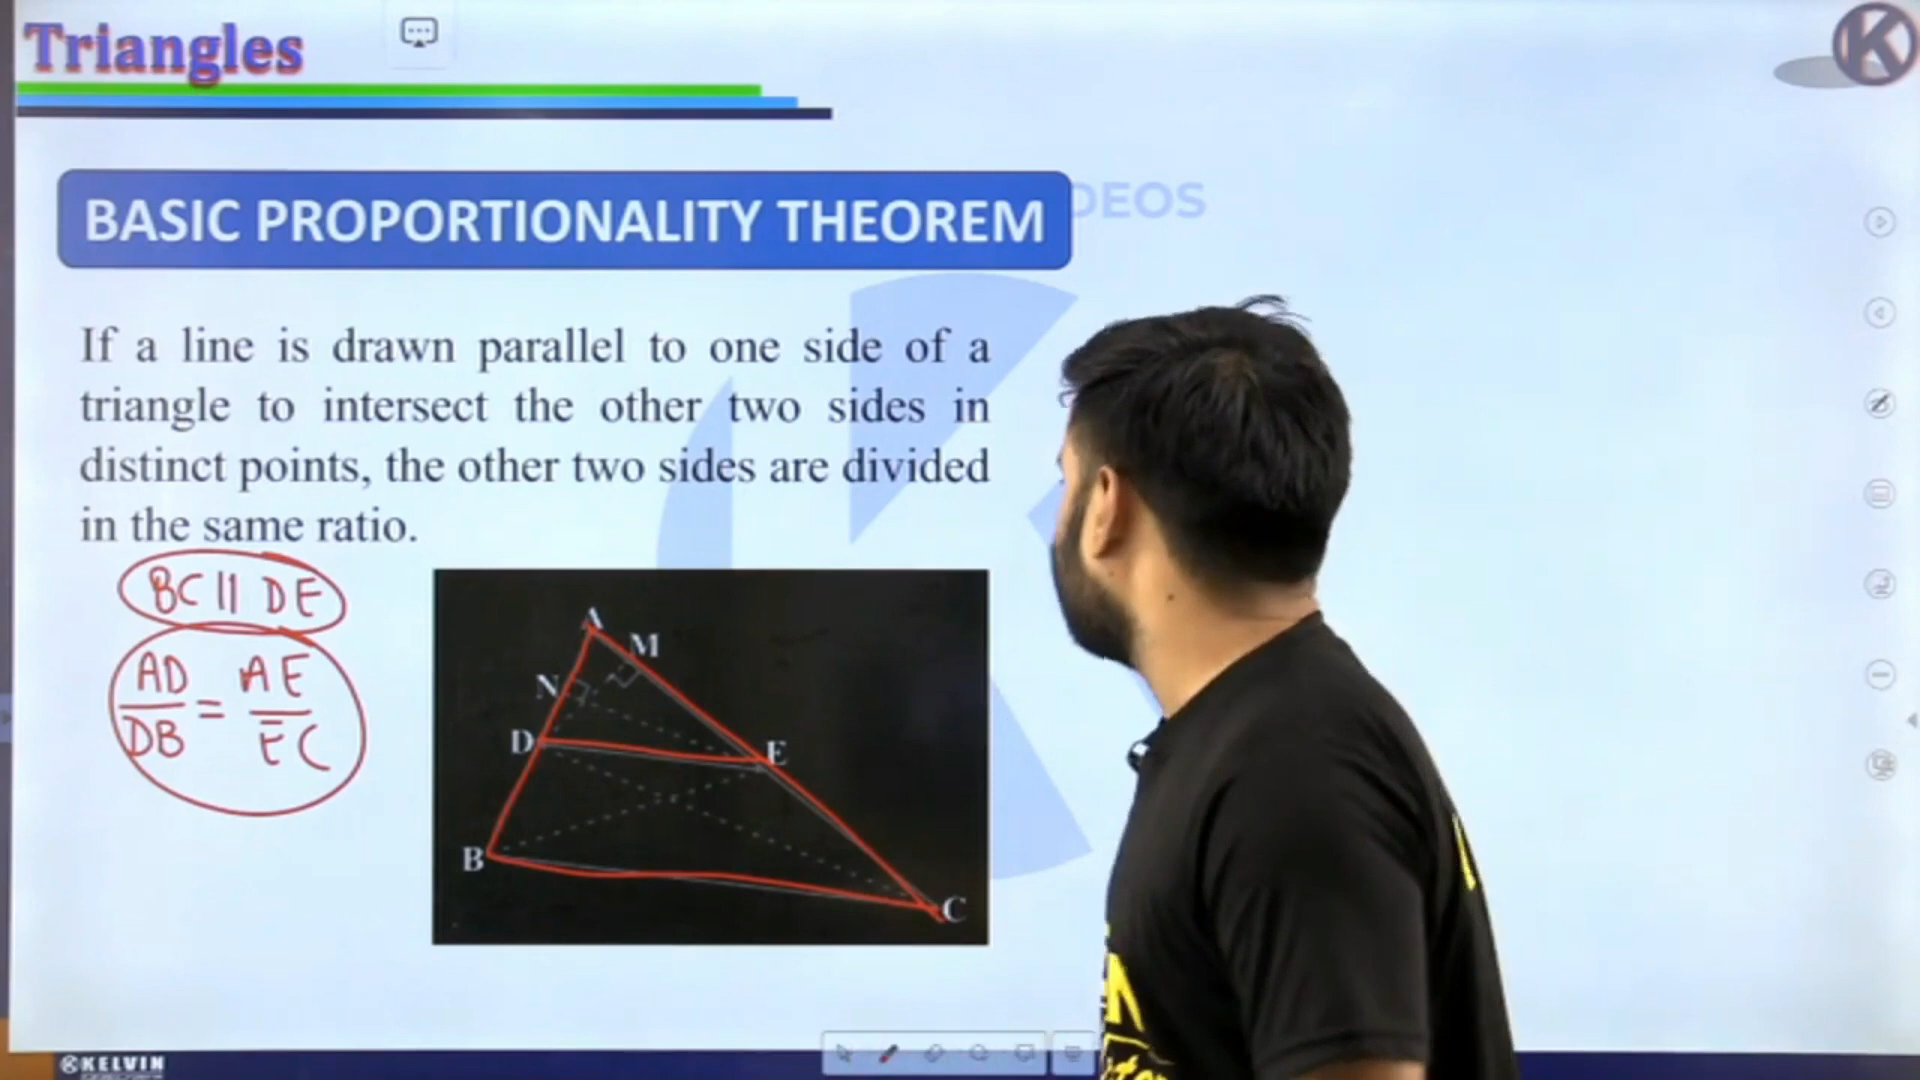 Triangles
BASIC PROPORTIONALITY THEOREM
DEOS
If a line is drawn parallel to one side of a
triangle to intersect the other two sides in
distinct points, the other two sides are divided
in the same ratio.
BC || DE
AD/DB = AE/EC
A
M
N
D
E
B
C
K
KELVIN